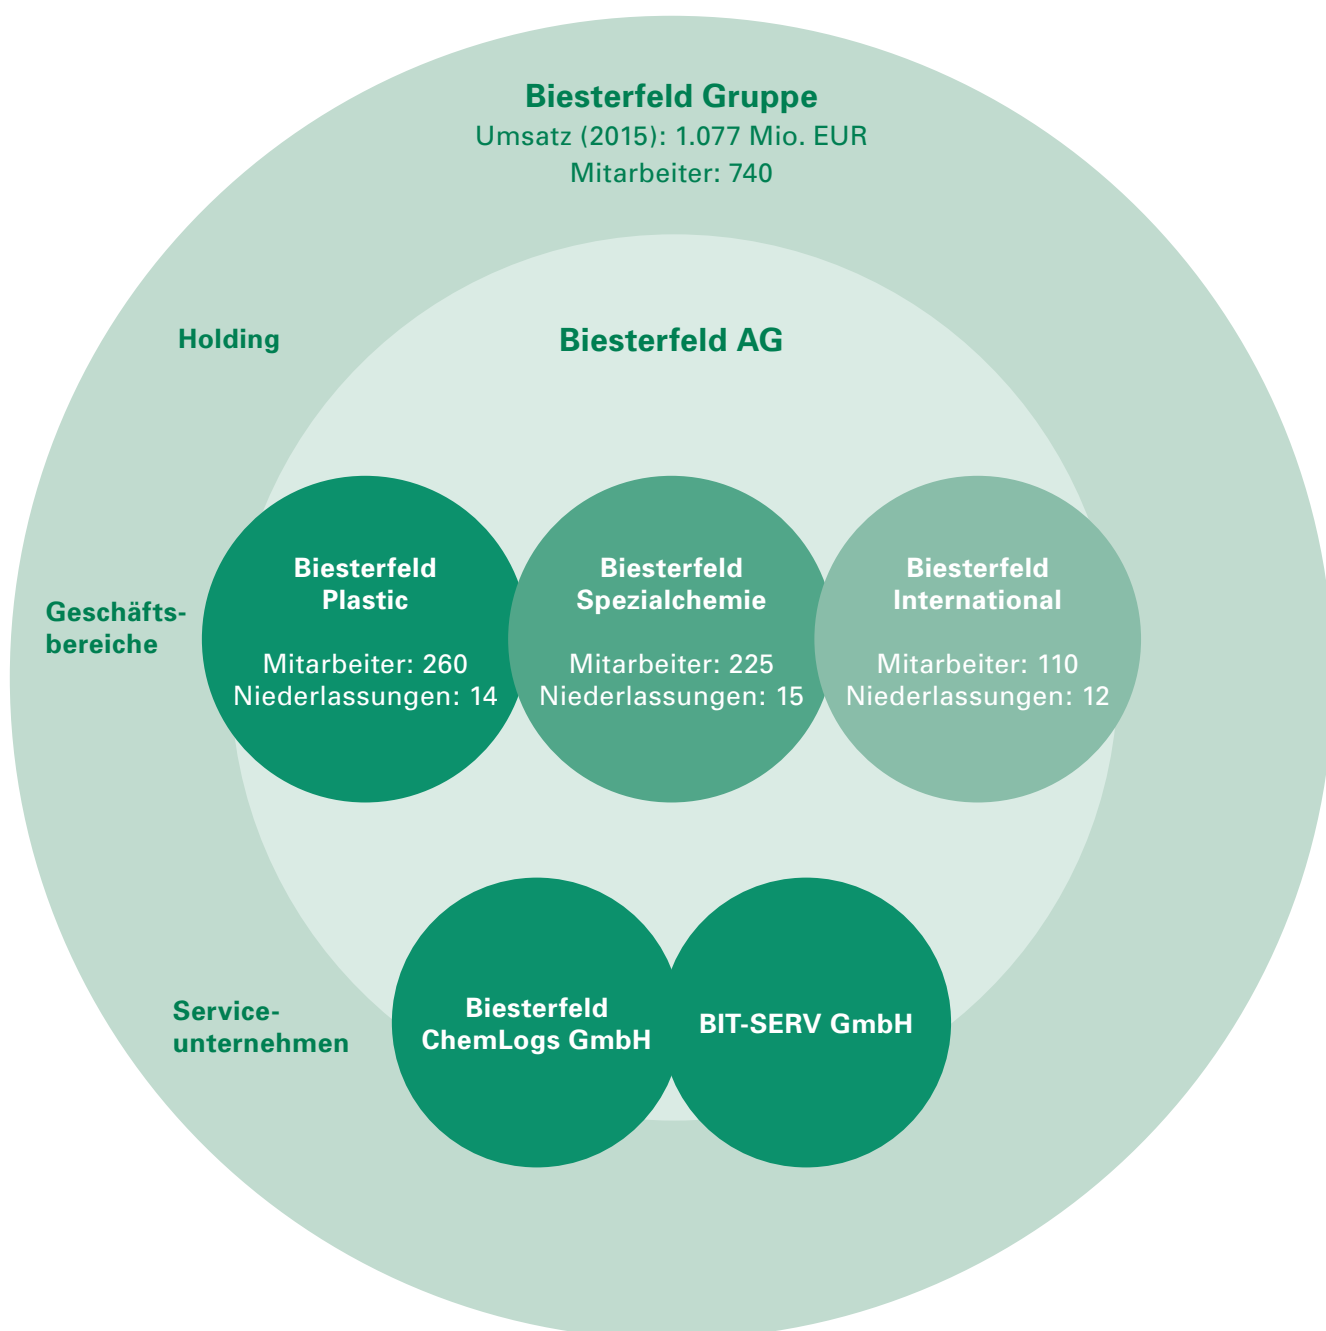 Biesterfeld Gruppe
Umsatz (2015): 1.077 Mio. EUR
Mitarbeiter: 740
Holding
Biesterfeld AG
Geschäfts-
bereiche
Biesterfeld
Plastic
Mitarbeiter: 260
Niederlassungen: 14
Biesterfeld
Spezialchemie
Mitarbeiter: 225
Niederlassungen: 15
Biesterfeld
International
Mitarbeiter: 110
Niederlassungen: 12
Service-
unternehmen
Biesterfeld
ChemLogs GmbH
BIT-SERV GmbH